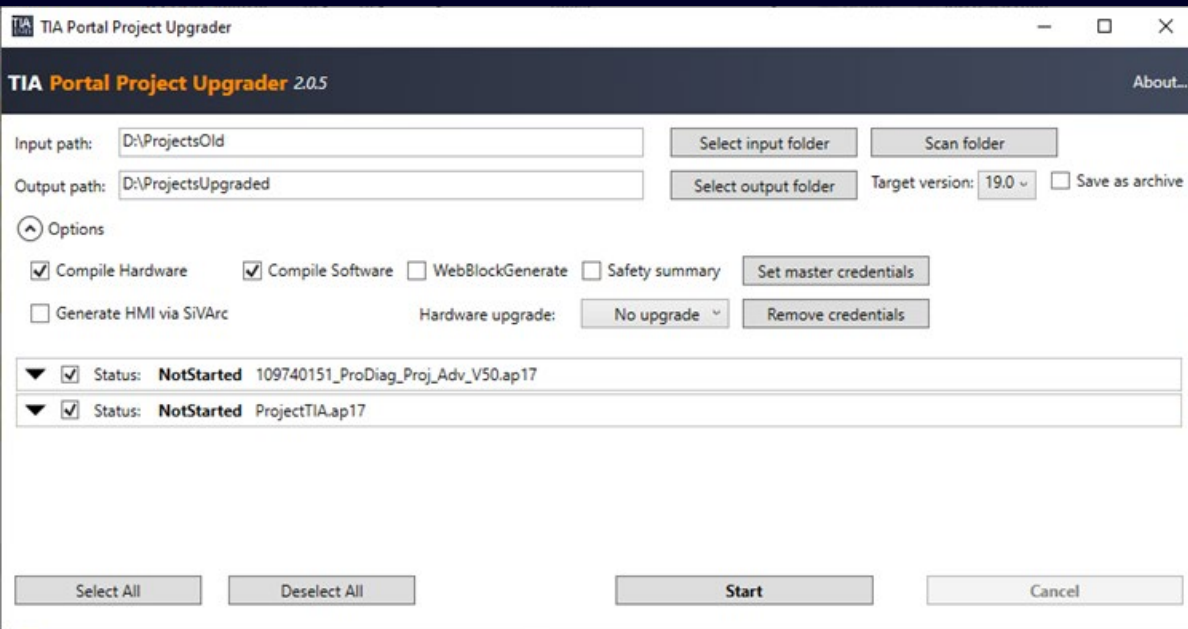 TIA Portal Project Upgrader
TIA Portal Project Upgrader 2.0.5 About...
Input path: D:\ProjectsOld Select input folder Scan folder
Output path: D:\ProjectsUpgraded Select output folder Target version: 19.0 Save as archive
Options
Compile Hardware Compile Software WebBlockGenerate Safety summary Set master credentials
Generate HMI via SiVArc Hardware upgrade: No upgrade Remove credentials
Status: NotStarted 109740151_ProDiag_Proj_Adv_V50.ap17
Status: NotStarted ProjectTIA.ap17
Select All Deselect All Start Cancel